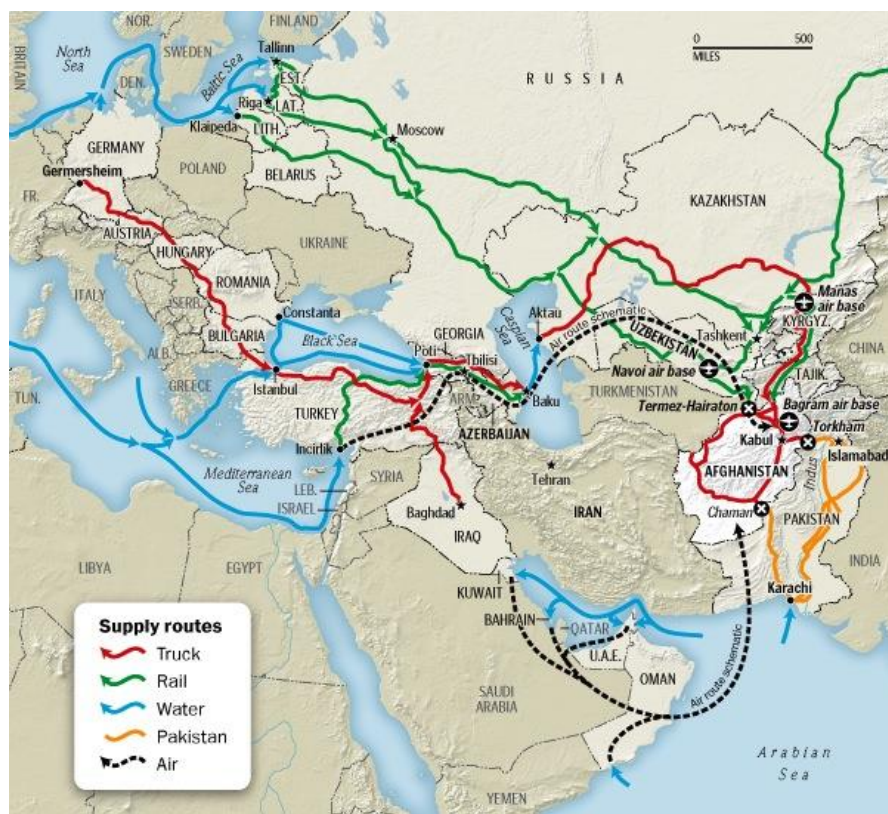 NOR.
FINLAND
SWEDEN
North
Sea
BRITAIN
DEN.
Baltic Sea
Tallinn
EST.
Riga
LAT.
Klaipeda
LITH.
0 500
MILES
RUSSIA
Moscow
GERMANY
Germersheim
POLAND
BELARUS
FR.
AUSTRIA
HUNGARY
UKRAINE
KAZAKHSTAN
ITALY
ROMANIA
SERB.
Constanta
BULGARIA
Black Sea
ALB.
GREECE
Istanbul
TURKEY
GEORGIA
Poti
Tbilisi
ARM.
AZERBAIJAN
Baku
Caspian
Sea
Aktau
Air route schematic
UZBEKISTAN
Tashkent
Manas
air base
KYRGYZ.
CHINA
Navoi air base
TURKMENISTAN
TAJIK.
Termez-Hairaton
Bagram air base
Torkham
Kabul
Islamabad
Indus
AFGHANISTAN
Chaman
PAKISTAN
INDIA
Karachi
TUN.
Mediterranean
Sea
Incirlik
SYRIA
LEB.
ISRAEL
Baghdad
IRAQ
Tehran
IRAN
LIBYA
EGYPT
KUWAIT
BAHRAIN
QATAR
U.A.E.
OMAN
SAUDI
ARABIA
Air route schematic
YEMEN
Arabian
Sea
Supply routes
Truck
Rail
Water
Pakistan
Air